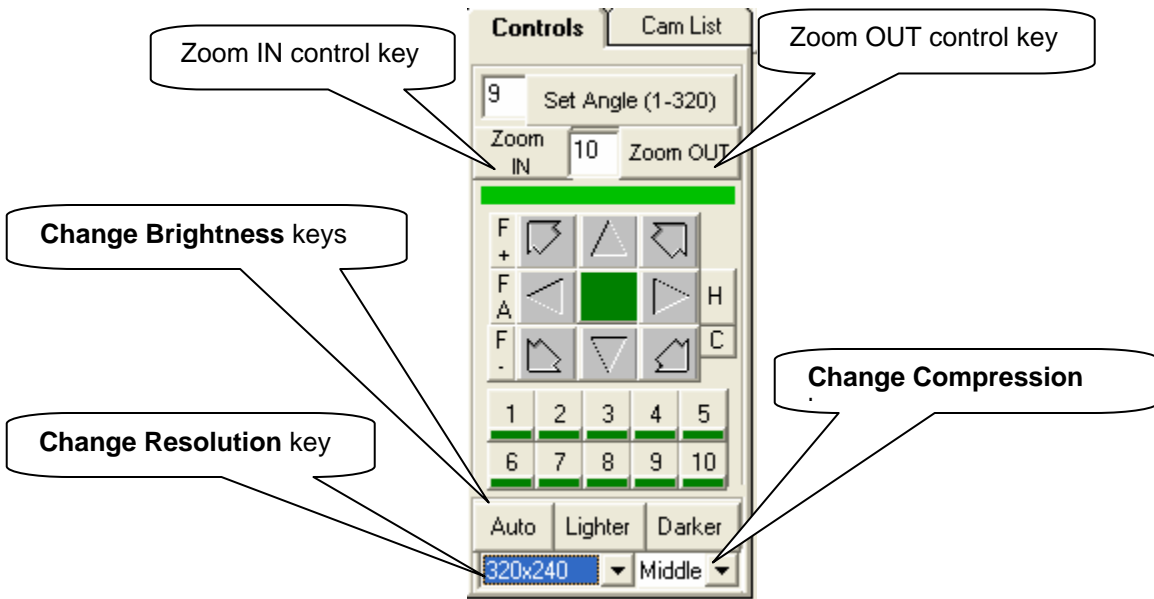 Controls Cam List
Zoom IN control key
Zoom OUT control key
9 Set Angle (1-320)
Zoom IN 10 Zoom OUT
Change Brightness keys
F +
F A H
F - C
Change Compression
1 2 3 4 5
Change Resolution key
6 7 8 9 10
Auto Lighter Darker
320x240 Middle